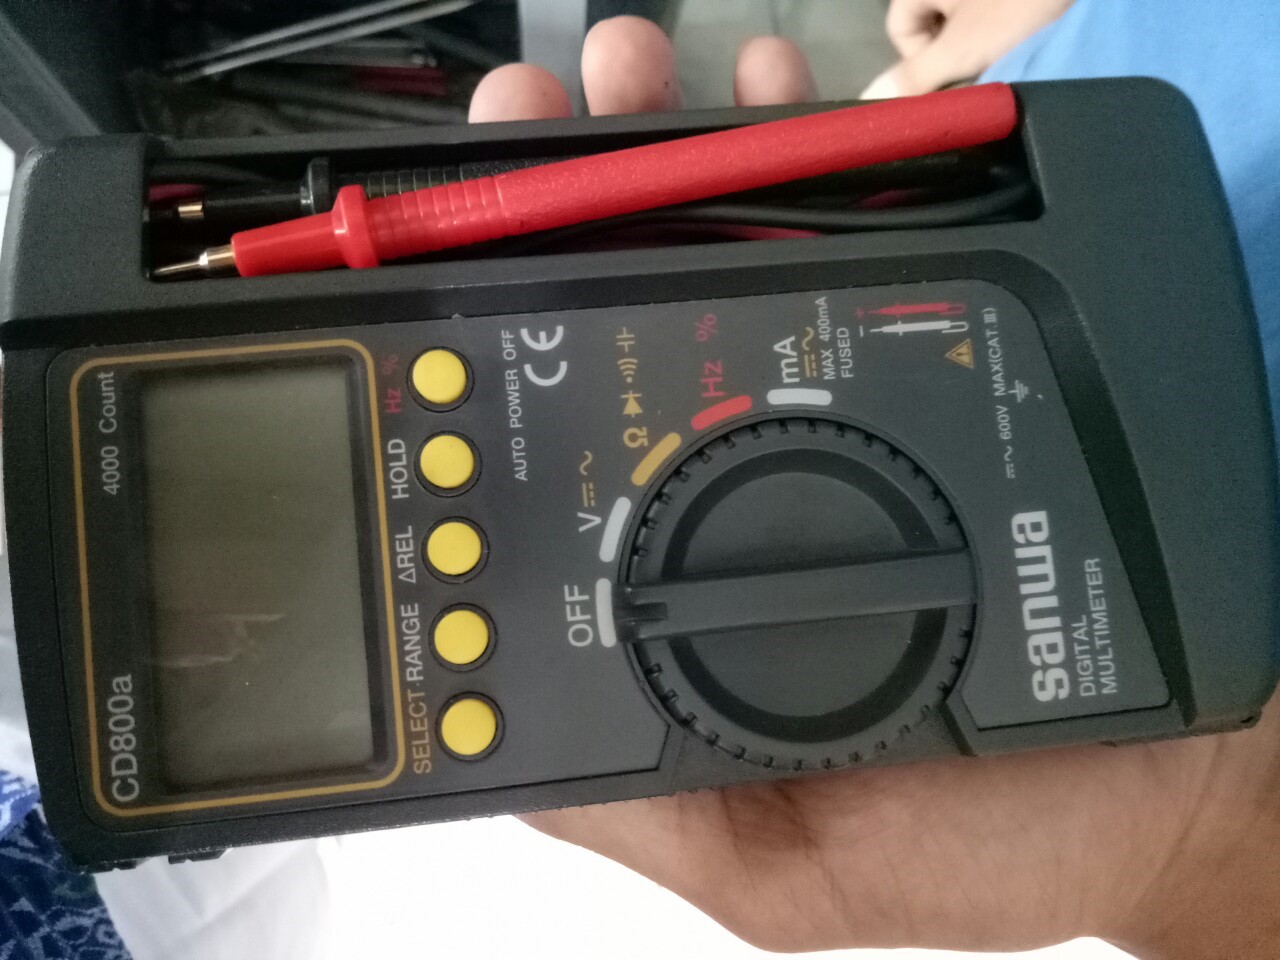 CD800a 4000 Count
SELECT RANGE ΔREL HOLD Hz %
AUTO POWER OFF
CE
OFF
V ⎓ ~
Ω
Hz %
mA
⎓ ~
MAX 400mA
FUSED
+
−
⎓ ~ 600V MAX(CAT. III)
sanwa
DIGITAL
MULTIMETER